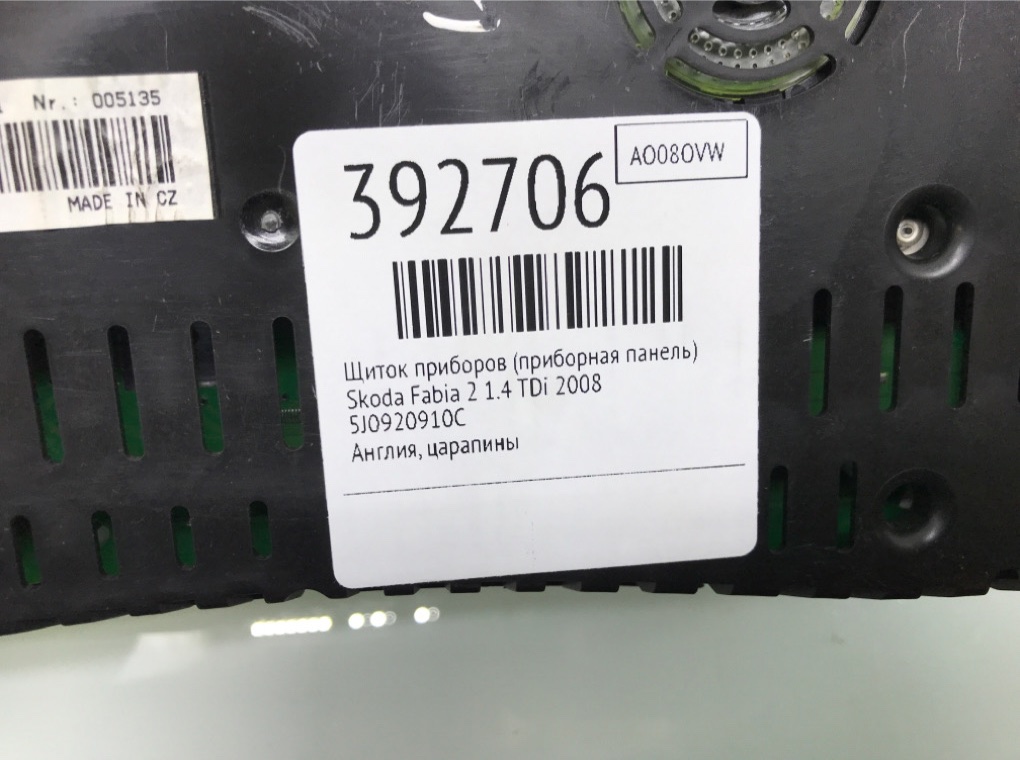 Nr.: 005135
MADE IN CZ
392706
AO08OVW
Щиток приборов (приборная панель)
Skoda Fabia 2 1.4 TDi 2008
5J0920910C
Англия, царапины